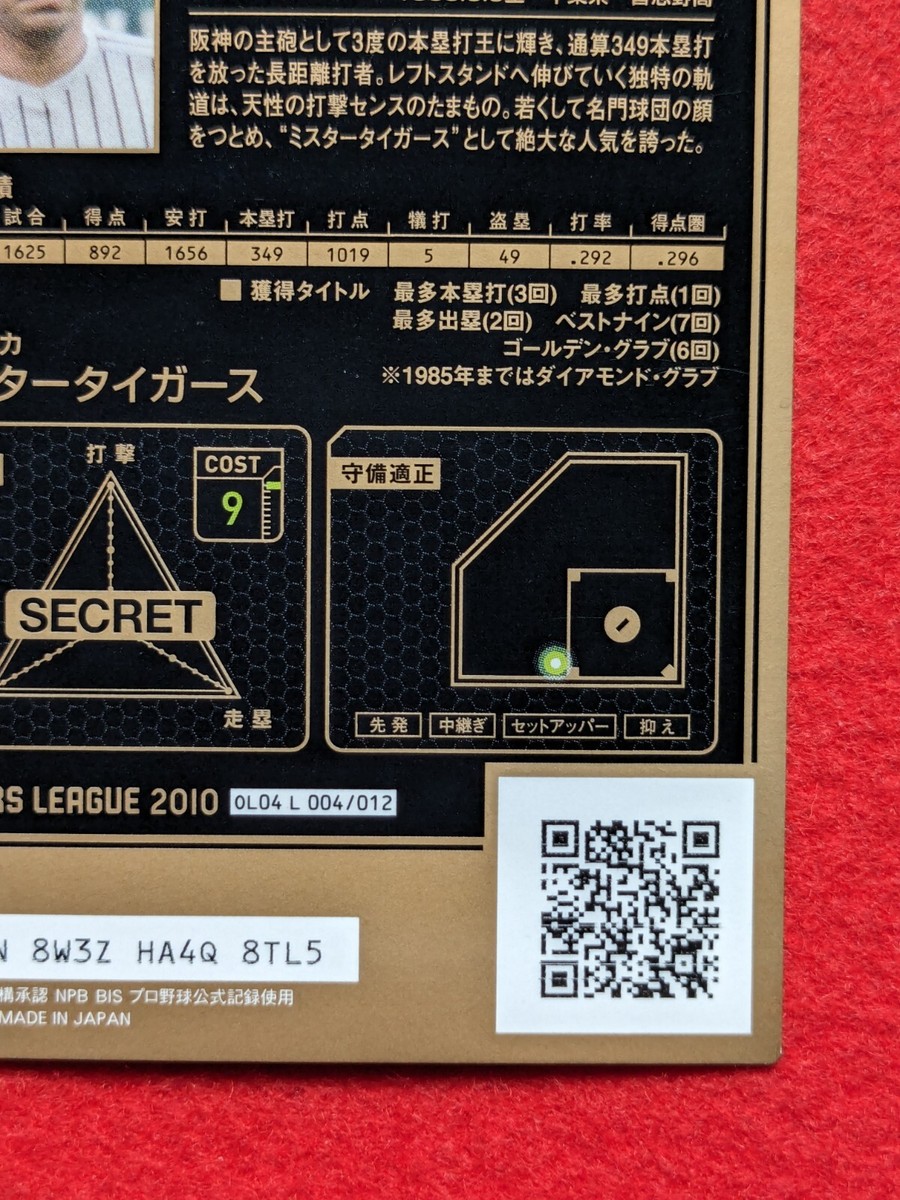 阪神の主砲として3度の本塁打王に輝き、通算349本塁打
を放った長距離打者。レフトスタンドへ伸びていく独特の軌
道は、天性の打撃センスのたまもの。若くして名門球団の顔
をつとめ、“ミスタータイガース”として絶大な人気を誇った。
績
試合 得点 安打 本塁打 打点 犠打 盗塁 打率 得点圏
1625 892 1656 349 1019 5 49 .292 .296
獲得タイトル 最多本塁打(3回) 最多打点(1回)
最多出塁(2回) ベストナイン(7回)
ゴールデン・グラブ(6回)
※1985年まではダイアモンド・グラブ
カ
タータイガース
打撃
COST
9
SECRET
走塁
守備適正
先発 中継ぎ セットアッパー 抑え
RS LEAGUE 2010 OL04 L 004/012
8W3Z HA4Q 8TL5
構承認 NPB BIS プロ野球公式記録使用
MADE IN JAPAN